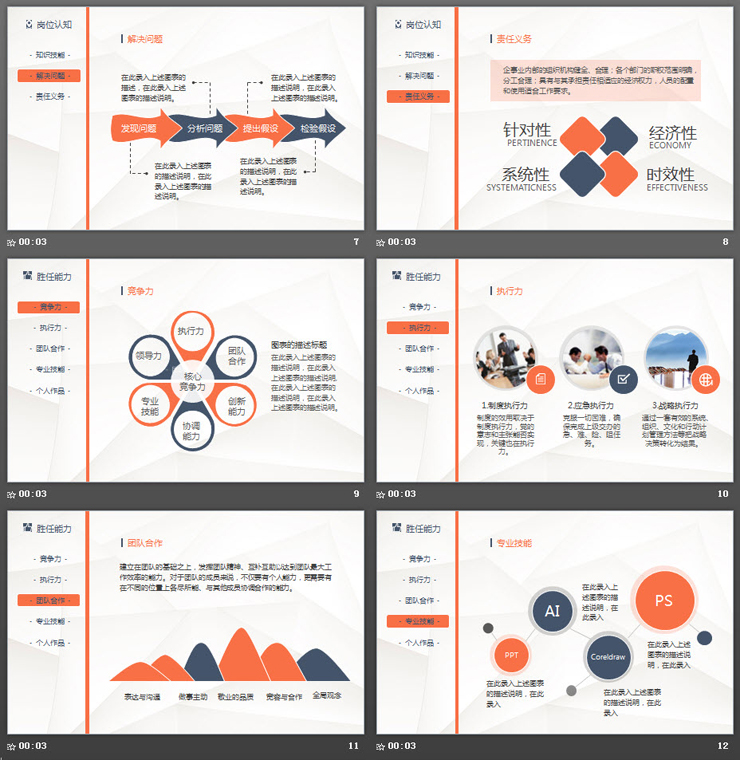 岗位认知
- 知识技能 -
- 解决问题 -
- 责任义务 -
解决问题
在此录入上述图表的
描述，在此录入上述
图表的描述说明。
在此录入上述图表的描
述说明，在此录入上述
图表的描述说明。
发现问题
分析问题
提出假设
检验假设
在此录入上述图表
的描述说明，在此
录入上述图表的描
述说明。
在此录入上述图表
的描述说明，在此
录入上述图表的描
述说明。
00:03
7
岗位认知
- 知识技能 -
- 解决问题 -
- 责任义务 -
责任义务
企事业内部的组织机构健全、合理；各个部门的职权范围明确，
分工合理；具有与其承担责任相适应的经济权力，人员的配置
和使用适合工作要求。
针对性
PERTINENCE
经济性
ECONOMY
系统性
SYSTEMATICNESS
时效性
EFFECTIVENESS
00:03
8
胜任能力
- 竞争力 -
- 执行力 -
- 团队合作 -
- 专业技能 -
- 个人作品 -
竞争力
执行力
领导力
团队
合作
核心
竞争力
专业
技能
创新
能力
协调
能力
图表的描述标题
在此录入上述图表
的描述说明，在此
录入上述图表的描
述说明，在此录入
上述图表的描述说
明，在此录入上述
图表的描述说明。
00:03
9
胜任能力
- 竞争力 -
- 执行力 -
- 团队合作 -
- 专业技能 -
- 个人作品 -
执行力
1.制度执行力
制度的效用取决于
制度执行力，党的
意志和主张能否实
现，关键也在执行
力。
2.应急执行力
克服一切困难，确
保完成上级交办的
急、难、险、阻任
务。
3.战略执行力
通过一套有效的系统、
组织、文化和行动计
划管理方法等把战略
决策转化为结果。
00:03
10
胜任能力
- 竞争力 -
- 执行力 -
- 团队合作 -
- 专业技能 -
- 个人作品 -
团队合作
建立在团队的基础之上，发挥团队精神、互补互助以达到团队最大工
作效率的能力。对于团队的成员来说，不仅要有个人能力，更需要有
在不同的位置上各尽所能、与其他成员协调合作的能力。
表达与沟通
做事主动
敬业的品质
宽容与合作
全局观念
00:03
11
胜任能力
- 竞争力 -
- 执行力 -
- 团队合作 -
- 专业技能 -
- 个人作品 -
专业技能
在此录入上
述图表的描
述说明，在
此录入
AI
PS
PPT
Coreldraw
在此录入上述
图表的描述说
明，在此录入
在此录入上述图表
的描述说明，在此
录入
在此录入上述图表
的描述说明，在此
录入
00:03
12